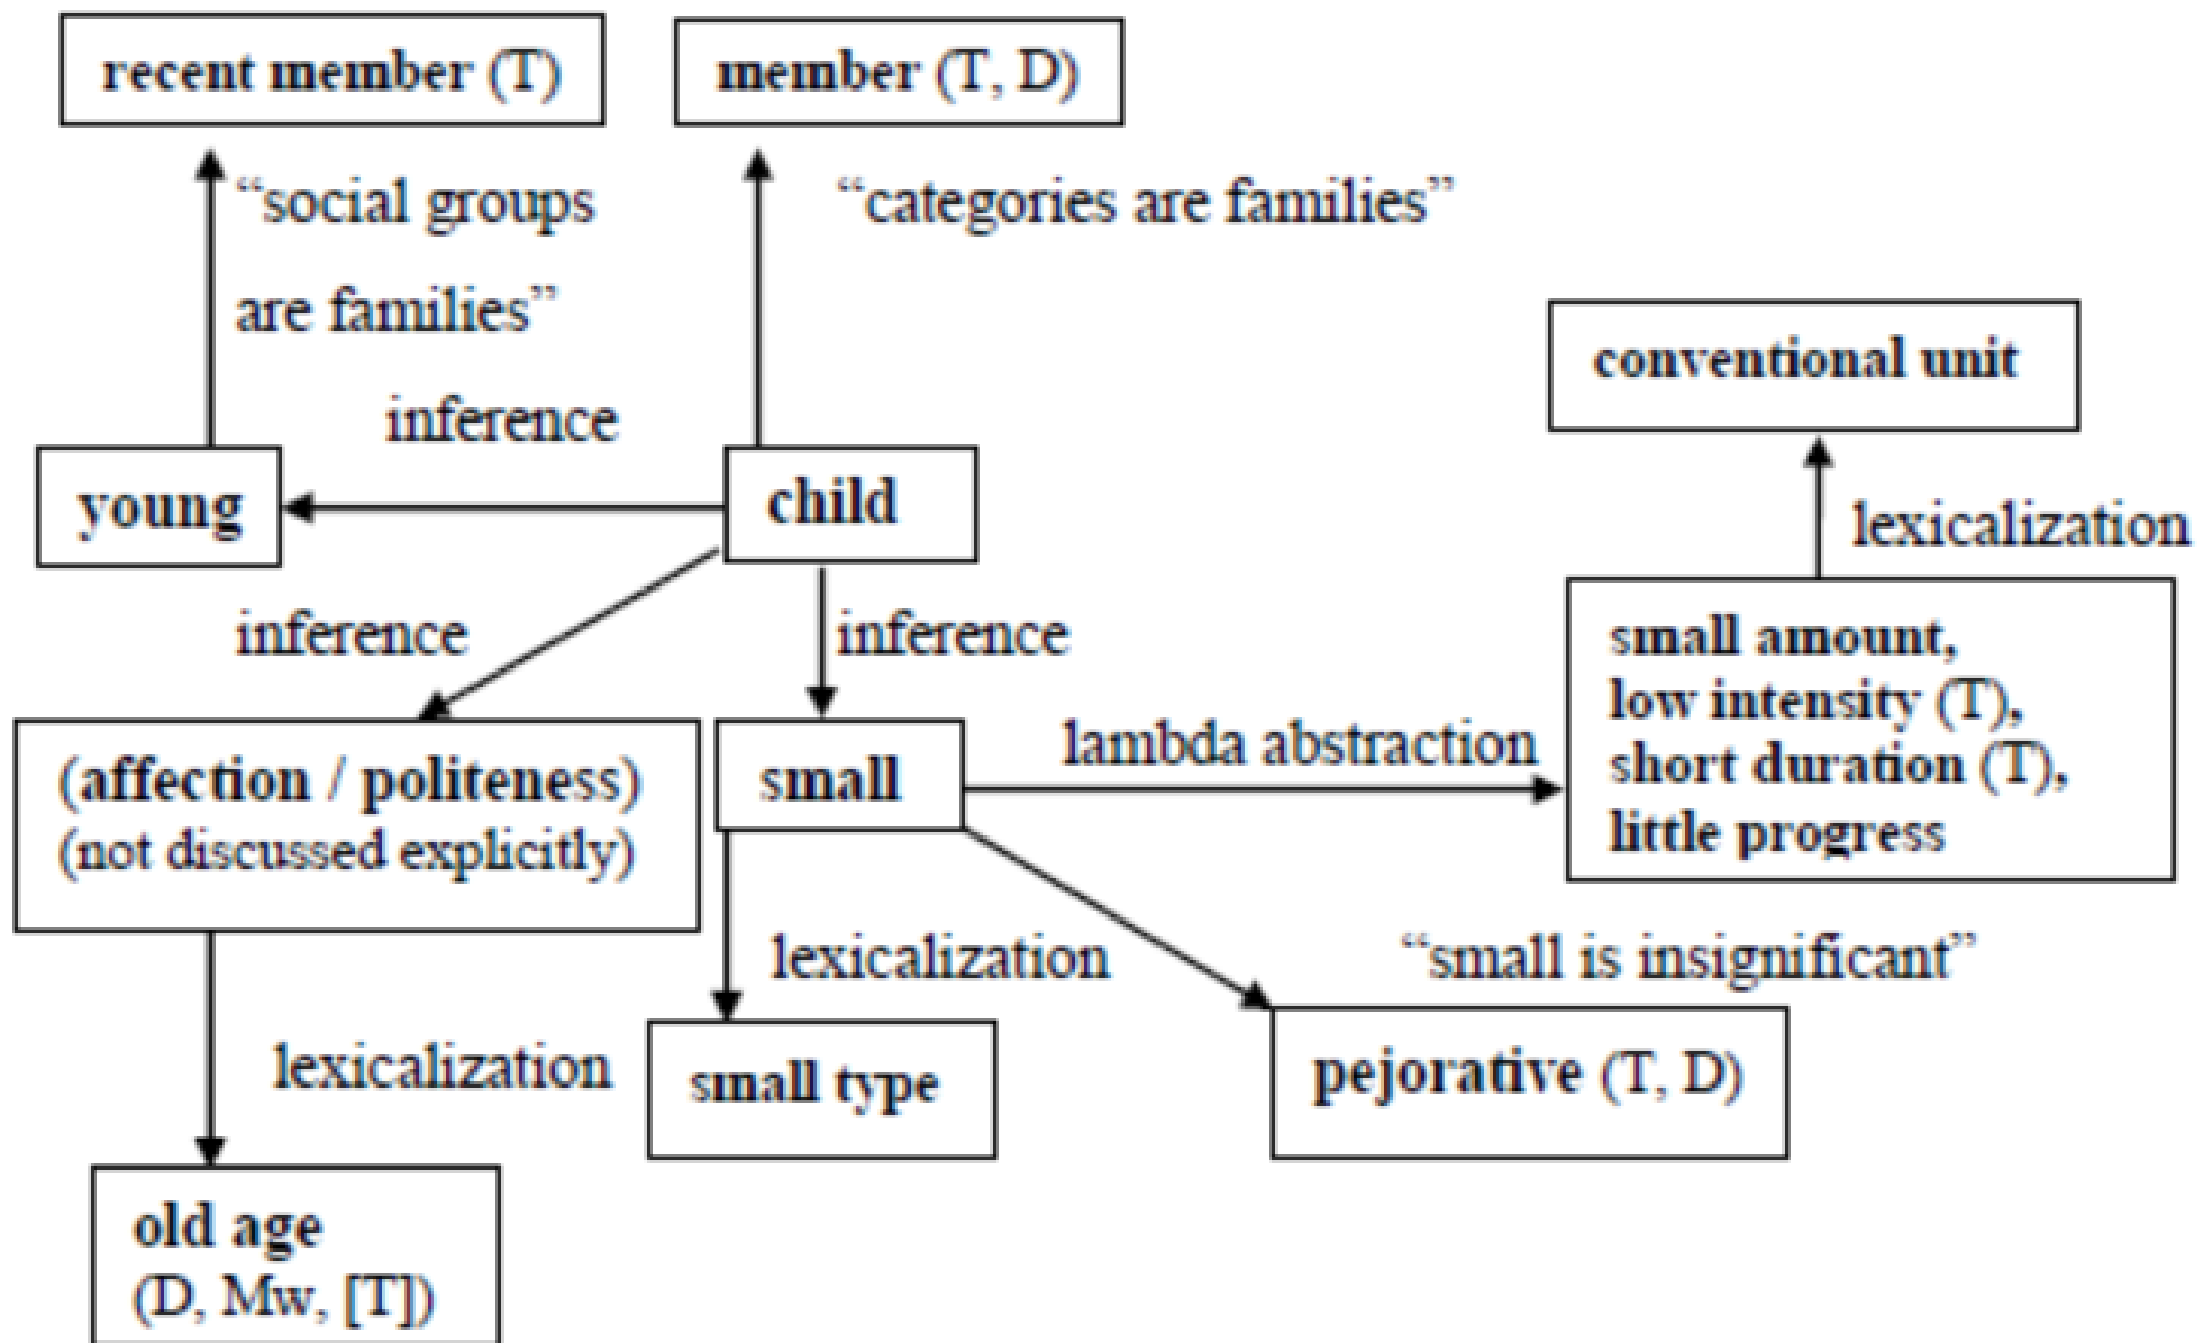 recent member (T)
member (T, D)
“social groups
are families”
“categories are families”
conventional unit
inference
young
child
lexicalization
inference
inference
small amount,
low intensity (T),
short duration (T),
little progress
(affection / politeness)
(not discussed explicitly)
small
lambda abstraction
lexicalization
“small is insignificant”
lexicalization
small type
pejorative (T, D)
old age
(D, Mw, [T])